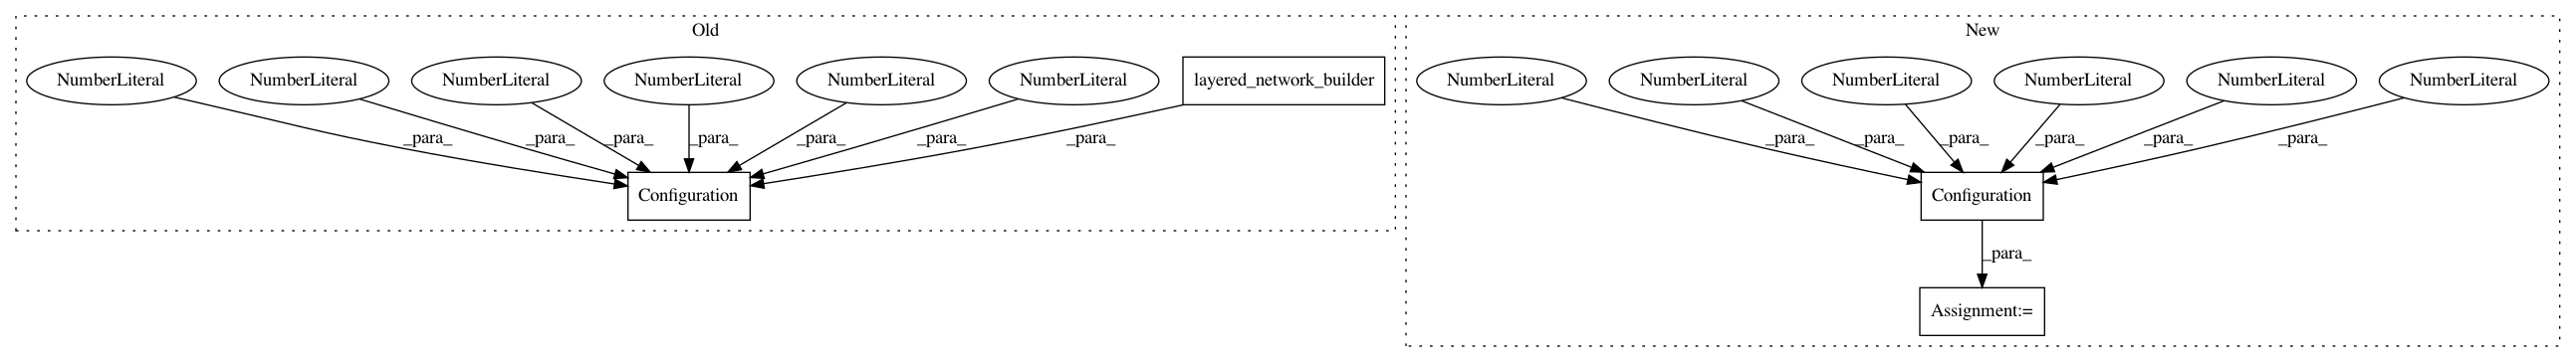 Old
New
NumberLiteral NumberLiteral NumberLiteral NumberLiteral NumberLiteral NumberLiteral layered_network_builder
NumberLiteral NumberLiteral NumberLiteral NumberLiteral NumberLiteral NumberLiteral
_para_ _para_ _para_ _para_ _para_ _para_ _para_
_para_ _para_ _para_ _para_ _para_ _para_
Configuration
Configuration
_para_
Assignment:=